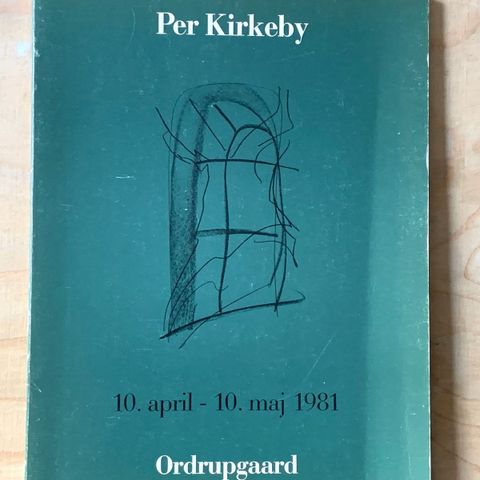 Per Kirkeby
10. april - 10. maj 1981
Ordrupgaard